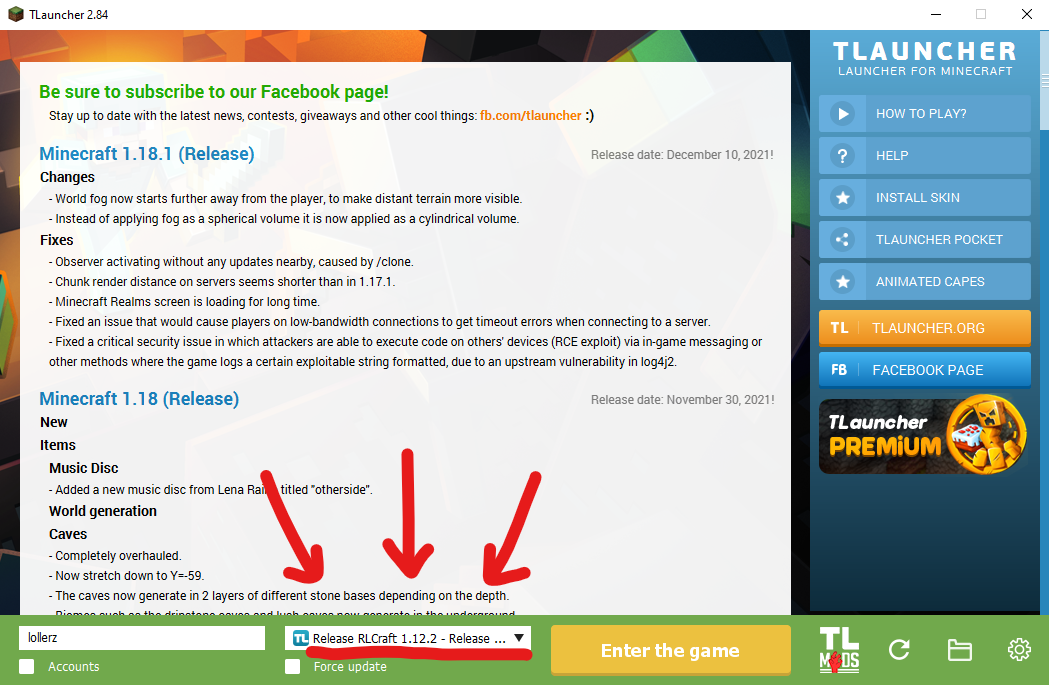 TLauncher 2.84
Be sure to subscribe to our Facebook page!
Stay up to date with the latest news, contests, giveaways and other cool things: fb.com/tlauncher :)
Minecraft 1.18.1 (Release)
Release date: December 10, 2021!
Changes
- World fog now starts further away from the player, to make distant terrain more visible.
- Instead of applying fog as a spherical volume it is now applied as a cylindrical volume.
Fixes
- Observer activating without any updates nearby, caused by /clone.
- Chunk render distance on servers seems shorter than in 1.17.1.
- Minecraft Realms screen is loading for long time.
- Fixed an issue that would cause players on low-bandwidth connections to get timeout errors when connecting to a server.
- Fixed a critical security issue in which attackers are able to execute code on others' devices (RCE exploit) via in-game messaging or
other methods where the game logs a certain exploitable string formatted, due to an upstream vulnerability in log4j2.
Minecraft 1.18 (Release)
Release date: November 30, 2021!
New
Items
Music Disc
- Added a new music disc from Lena titled "otherside".
World generation
Caves
- Completely overhauled.
- Now stretch down to Y=-59.
- The caves now generate in 2 layers of different stone bases depending on the depth.
TLAUNCHER
LAUNCHER FOR MINECRAFT
HOW TO PLAY?
? HELP
INSTALL SKIN
TLAUNCHER POCKET
ANIMATED CAPES
TL TLAUNCHER.ORG
FB FACEBOOK PAGE
TLauncher
PREMiUM
lollerz
Accounts
TL Release RLCraft 1.12.2 - Release ...
Force update
Enter the game
TL
MODS